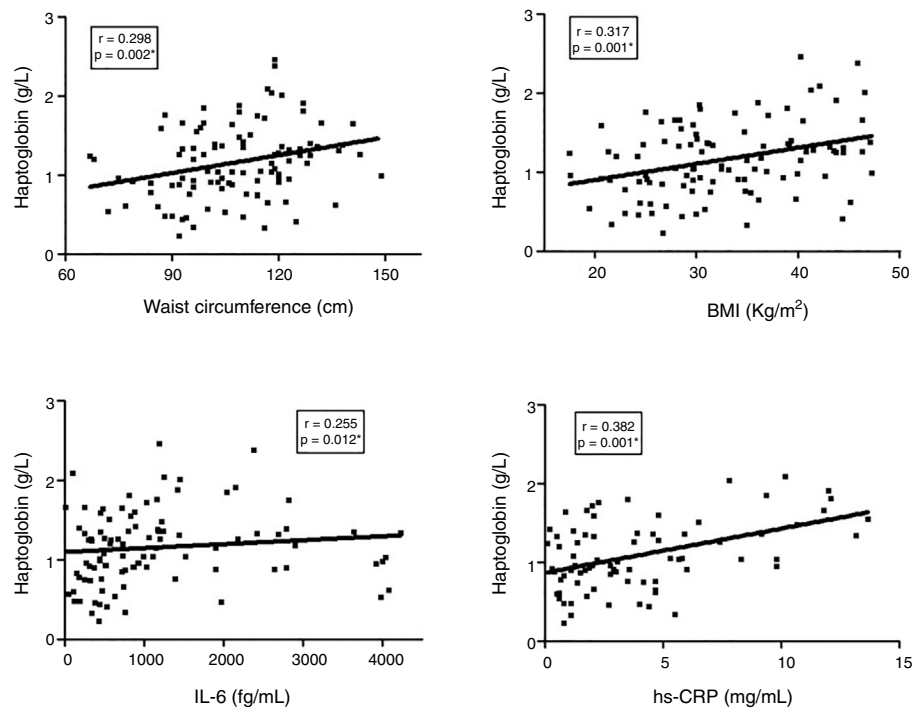 3
2
1
0
Haptoglobin (g/L)
r = 0.298
p = 0.002*
60
90
120
150
Waist circumference (cm)
3
2
1
0
Haptoglobin (g/L)
r = 0.317
p = 0.001*
20
30
40
50
BMI (Kg/m²)
3
2
1
0
Haptoglobin (g/L)
r = 0.255
p = 0.012*
0
1000
2000
3000
4000
IL-6 (fg/mL)
3
2
1
0
Haptoglobin (g/L)
r = 0.382
p = 0.001*
0
5
10
15
hs-CRP (mg/mL)